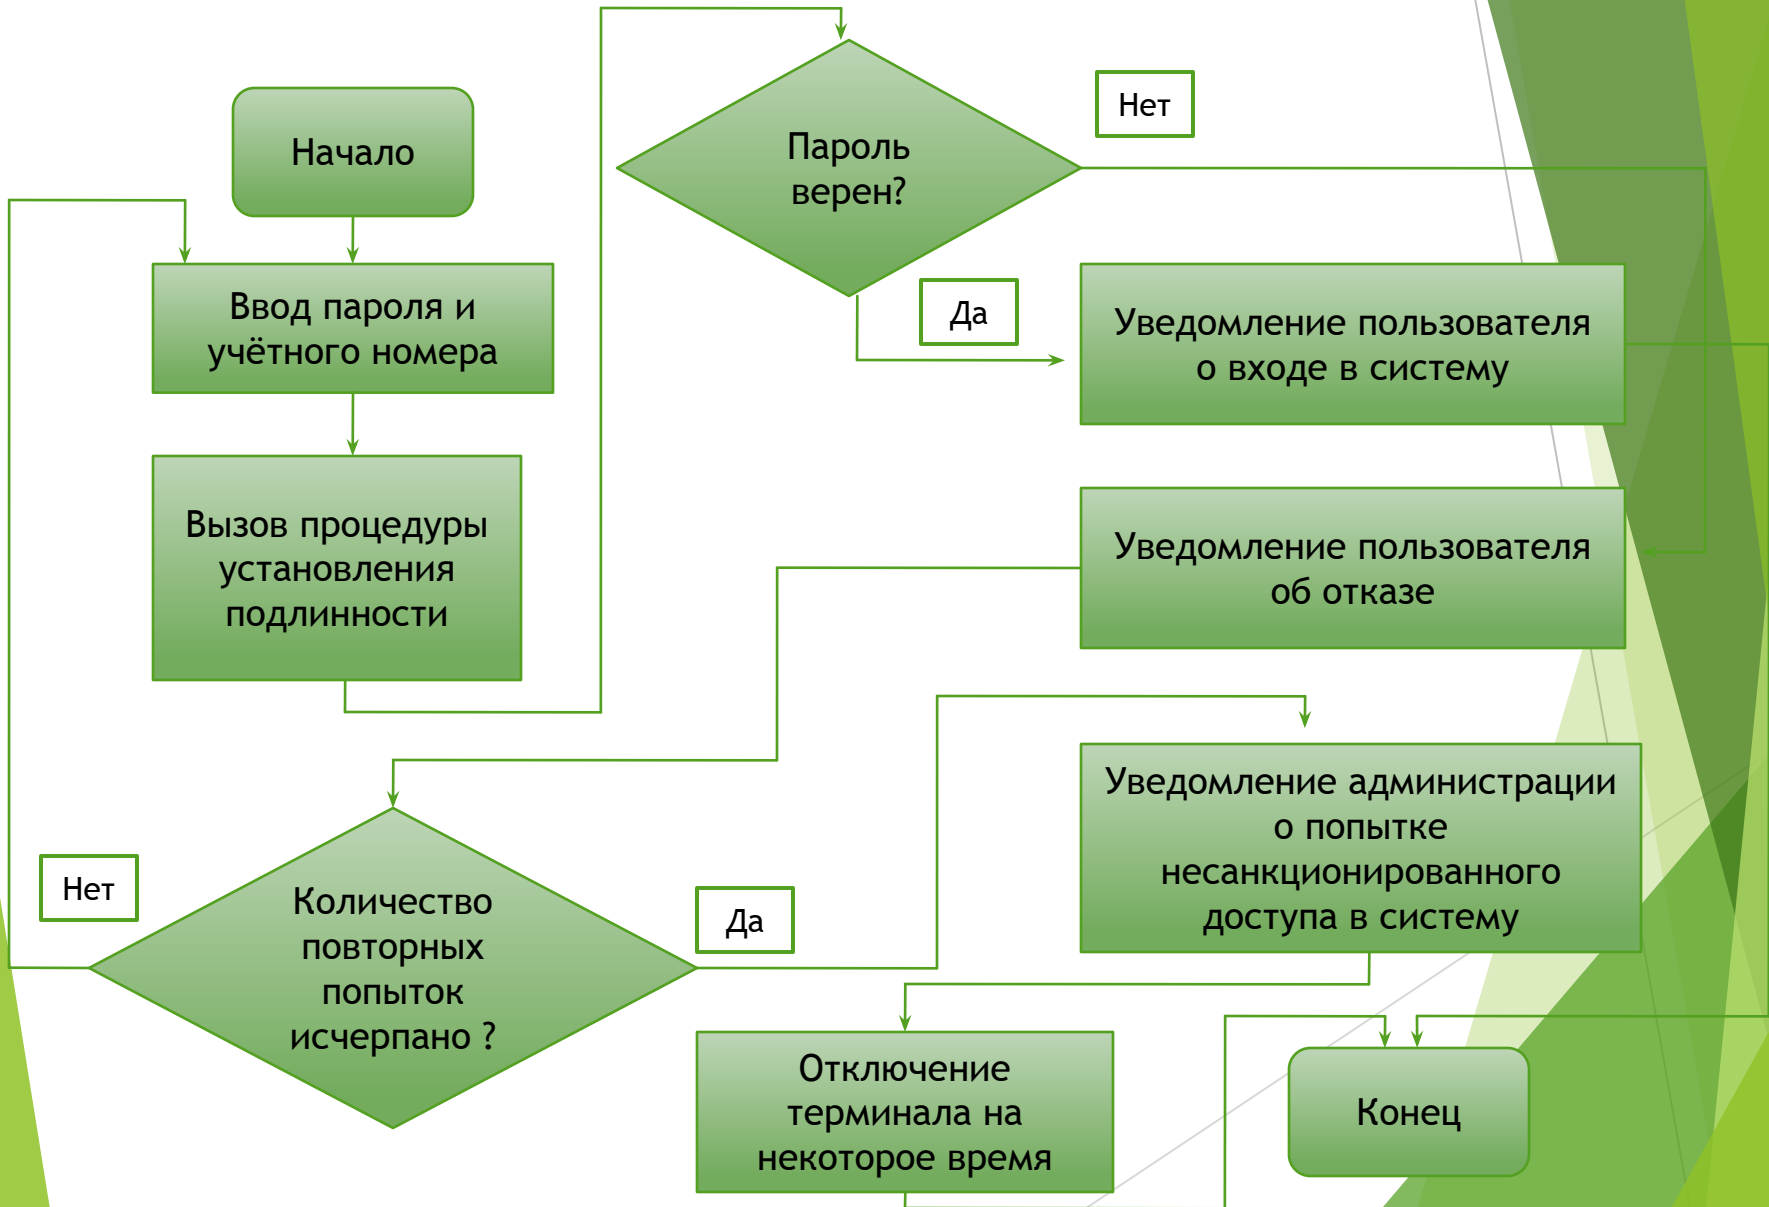 Начало
Ввод пароля и
учётного номера
Вызов процедуры
установления
подлинности
Пароль
верен?
Нет
Да
Уведомление пользователя
о входе в систему
Уведомление пользователя
об отказе
Количество
повторных
попыток
исчерпано ?
Нет
Да
Уведомление администрации
о попытке
несанкционированного
доступа в систему
Отключение
терминала на
некоторое время
Конец